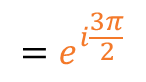 = e^{i\frac{3π}{2}}